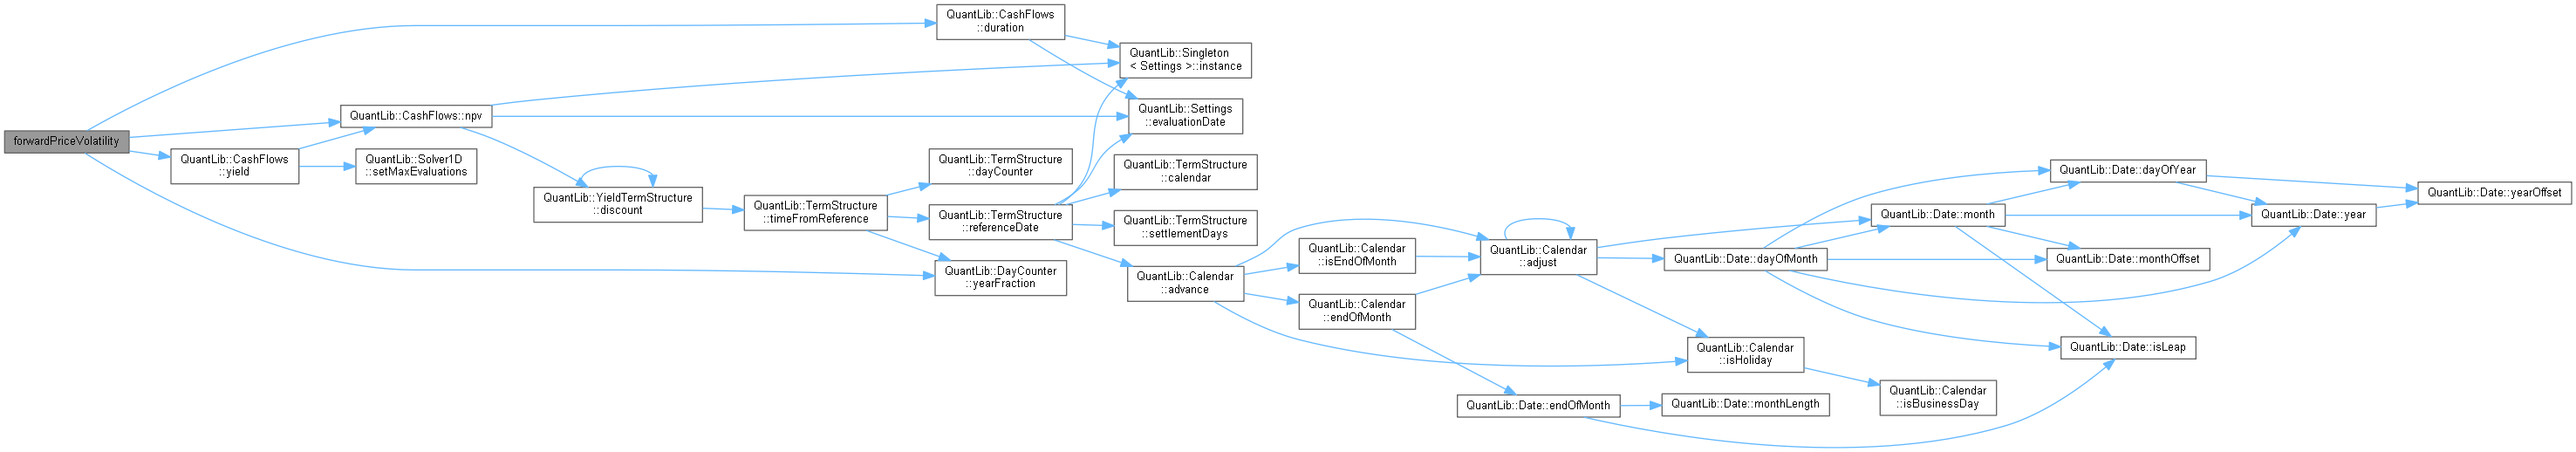 forwardPriceVolatility
QuantLib::CashFlows
::duration
QuantLib::CashFlows::npv
QuantLib::CashFlows
::yield
QuantLib::Solver1D
::setMaxEvaluations
QuantLib::YieldTermStructure
::discount
QuantLib::TermStructure
::timeFromReference
QuantLib::TermStructure
::dayCounter
QuantLib::TermStructure
::referenceDate
QuantLib::DayCounter
::yearFraction
QuantLib::Singleton
< Settings >::instance
QuantLib::Settings
::evaluationDate
QuantLib::TermStructure
::calendar
QuantLib::TermStructure
::settlementDays
QuantLib::Calendar
::advance
QuantLib::Calendar
::isEndOfMonth
QuantLib::Calendar
::endOfMonth
QuantLib::Calendar
::adjust
QuantLib::Date::endOfMonth
QuantLib::Date::dayOfMonth
QuantLib::Calendar
::isHoliday
QuantLib::Date::monthLength
QuantLib::Date::month
QuantLib::Calendar
::isBusinessDay
QuantLib::Date::dayOfYear
QuantLib::Date::monthOffset
QuantLib::Date::isLeap
QuantLib::Date::year
QuantLib::Date::yearOffset